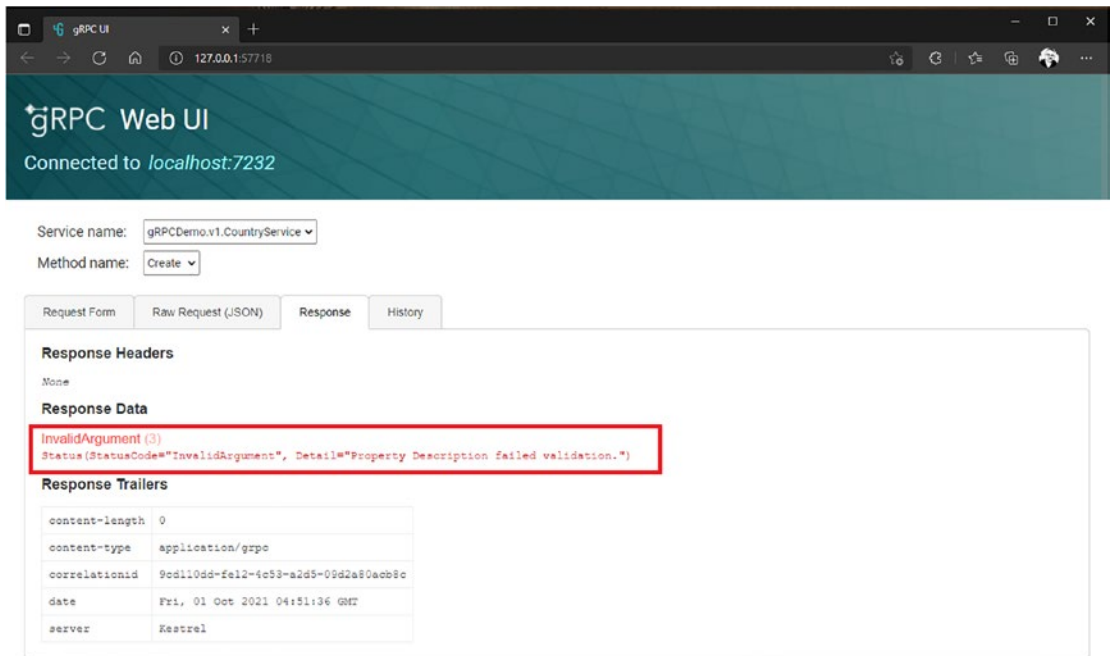 gRPC UI
127.0.0.1:57718
gRPC Web UI
Connected to localhost:7232
Service name: gRPCDemo.v1.CountryService
Method name: Create
Request Form Raw Request (JSON) Response History
Response Headers
None
Response Data
InvalidArgument (3)
Status(StatusCode="InvalidArgument", Detail="Property Description failed validation.")
Response Trailers
content-length 0
content-type application/grpc
correlationid 9cd110dd-fe12-4c53-a2d5-09d2a80acb8c
date Fri, 01 Oct 2021 04:51:36 GMT
server Kestrel